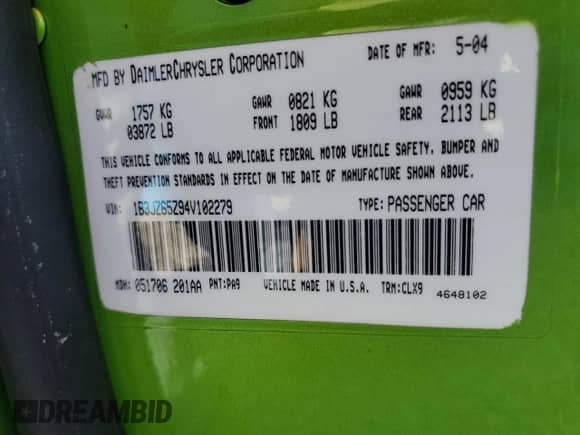 MFD BY DAIMLERCHRYSLER CORPORATION DATE OF MFR: 5-04
GVWR 1757 KG 03872 LB GAWR FRONT 0821 KG 1809 LB GAWR REAR 0959 KG 2113 LB
THIS VEHICLE CONFORMS TO ALL APPLICABLE FEDERAL MOTOR VEHICLE SAFETY, BUMPER AND
THEFT PREVENTION STANDARDS IN EFFECT ON THE DATE OF MANUFACTURE SHOWN ABOVE.
VIN: 1B3JZ65Z94V102279 TYPE: PASSENGER CAR
MDH: 051706 201AA PNT: PA9 VEHICLE MADE IN U.S.A. TRM: CLX9
4648102
DREAMBID